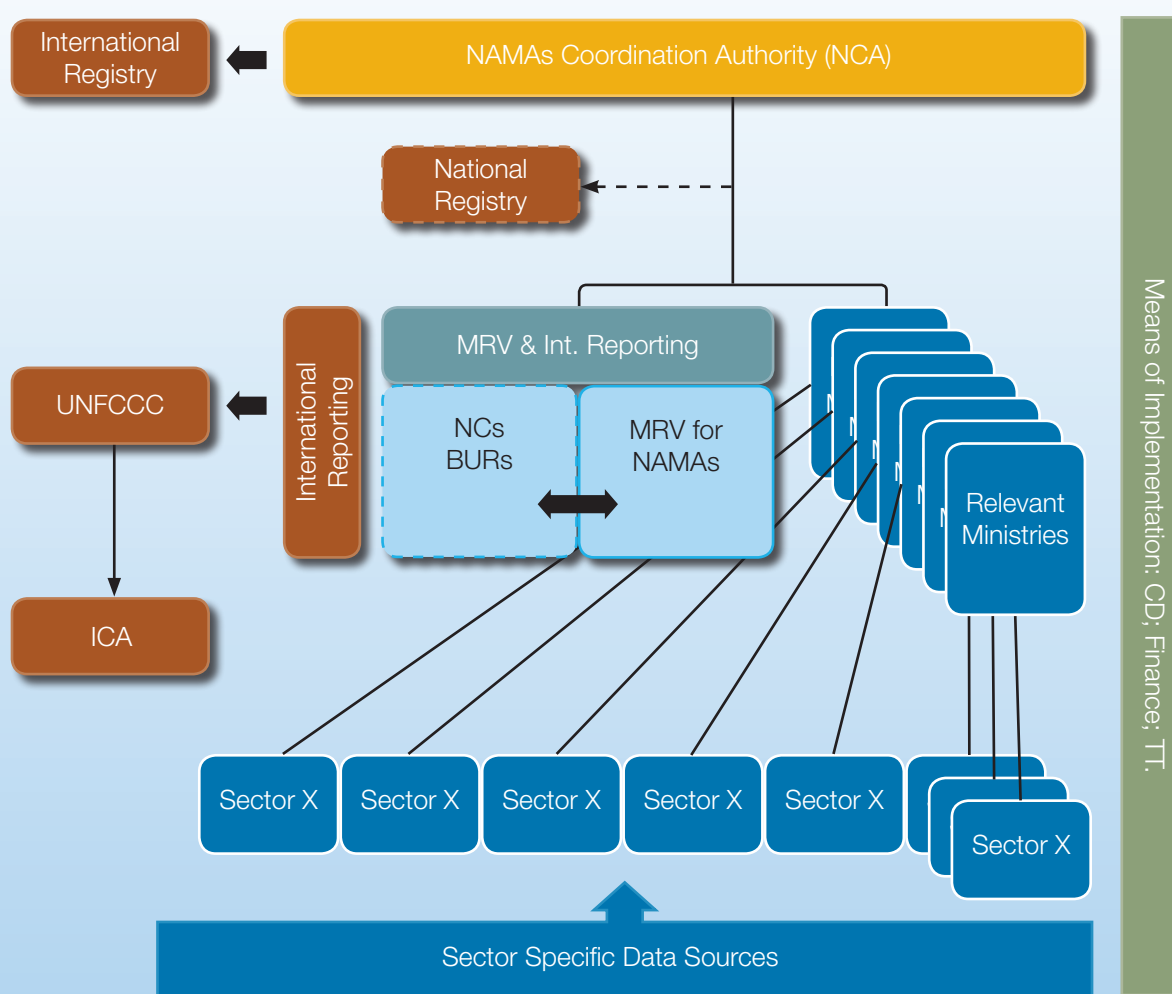 International
Registry
NAMAs Coordination Authority (NCA)
National
Registry
MRV & Int. Reporting
International
Reporting
UNFCCC
NCs
BURs
MRV for
NAMAs
Relevant
Ministries
ICA
Sector X
Sector X
Sector X
Sector X
Sector X
Sector X
Sector Specific Data Sources
Means of Implementation: CD; Finance; TT.